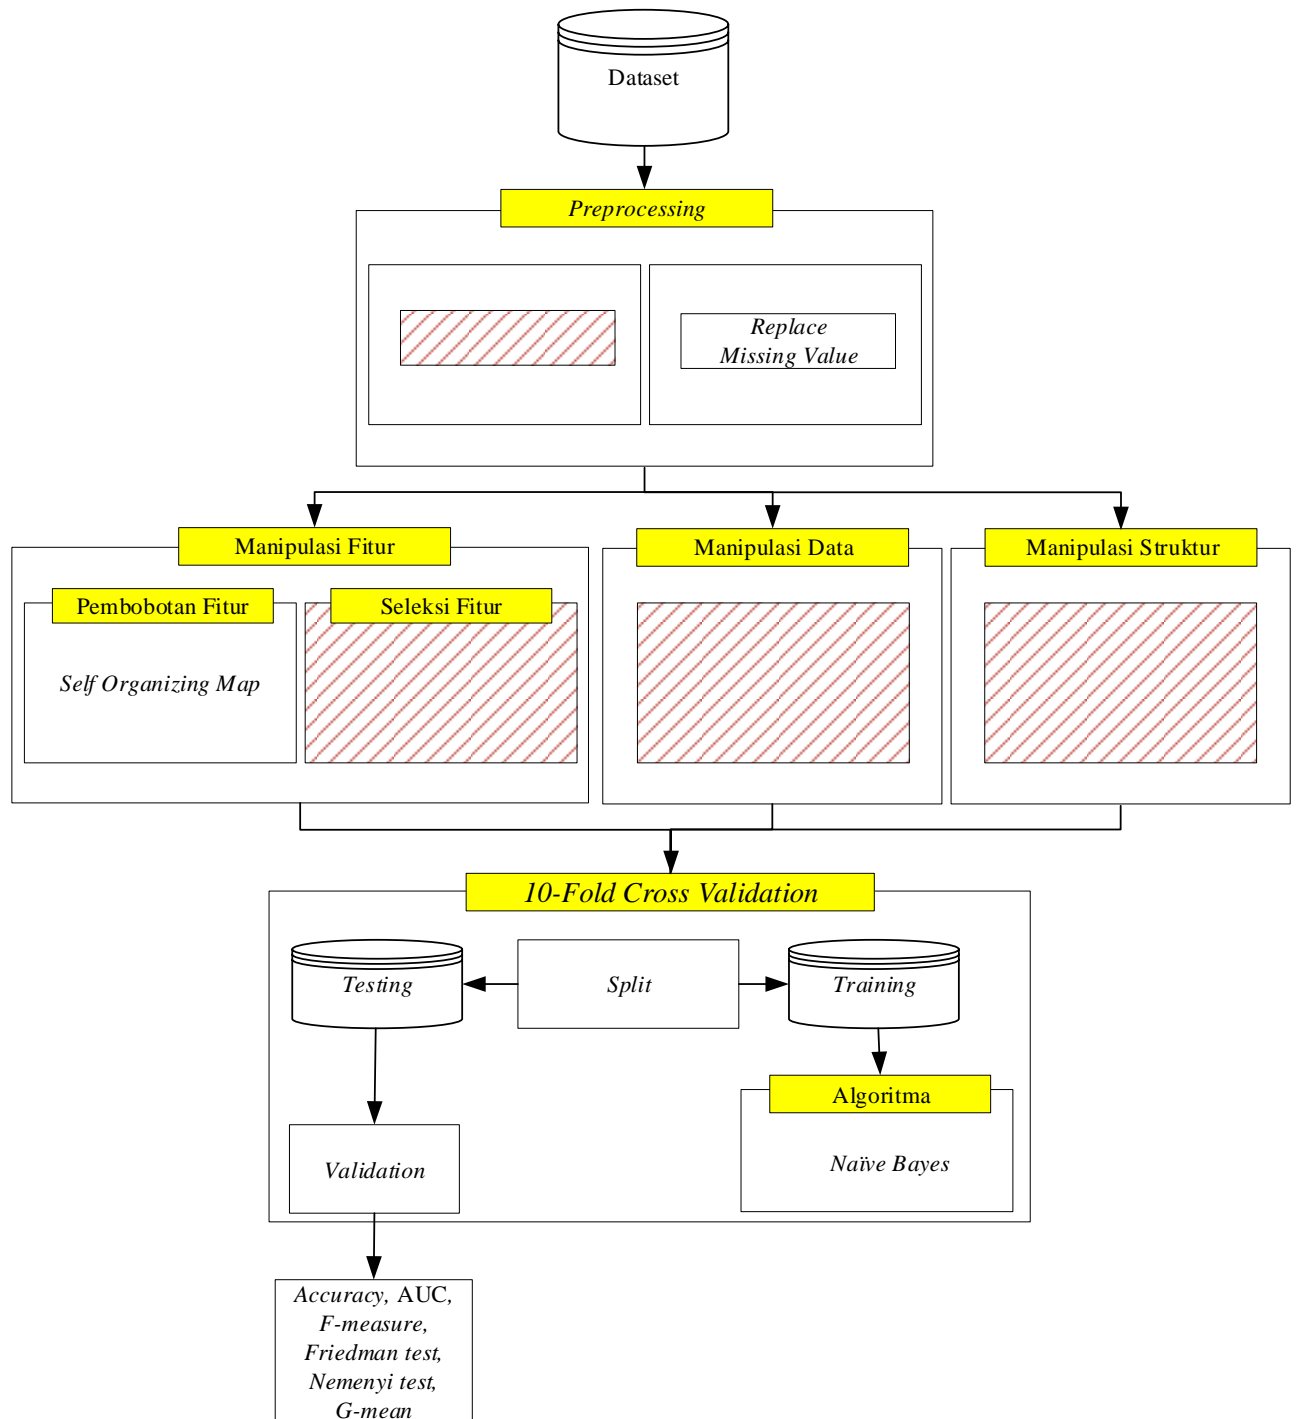 Dataset
Preprocessing
Replace
Missing Value
Manipulasi Fitur
Manipulasi Data
Manipulasi Struktur
Pembobotan Fitur
Seleksi Fitur
Self Organizing Map
10-Fold Cross Validation
Testing
Split
Training
Algoritma
Validation
Naïve Bayes
Accuracy, AUC,
F-measure,
Friedman test,
Nemenyi test,
G-mean